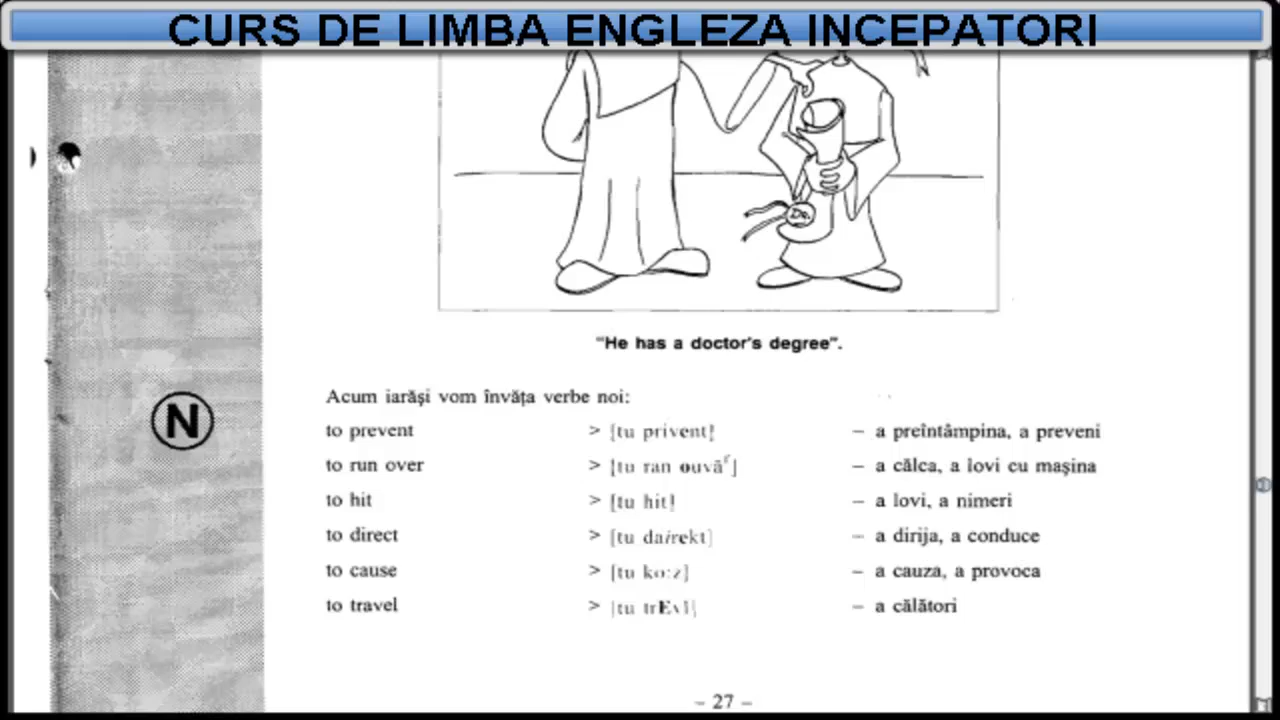 CURS DE LIMBA ENGLEZA INCEPATORI
Dr.
"He has a doctor's degree".
Acum iarăşi vom învăţa verbe noi:
N
to prevent > [tu privent] – a preîntâmpina, a preveni
to run over > [tu ran ouvăʳ] – a călca, a lovi cu maşina
to hit > [tu hit] – a lovi, a nimeri
to direct > [tu dairekt] – a dirija, a conduce
to cause > [tu ko:z] – a cauza, a provoca
to travel > [tu trEvl] – a călători
– 27 –